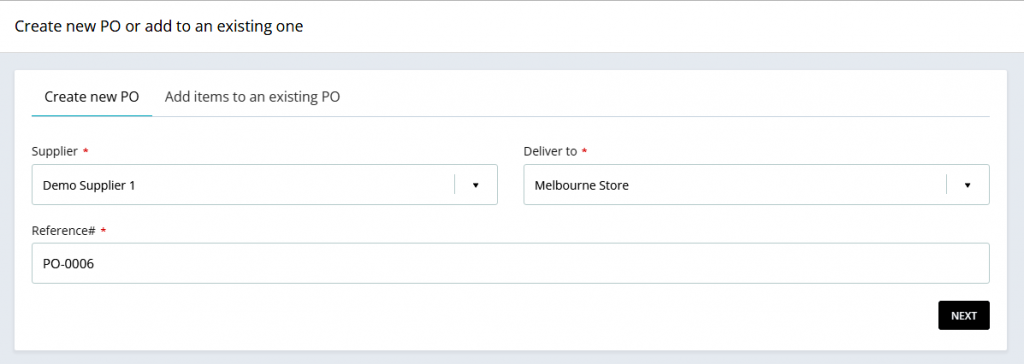 Create new PO or add to an existing one
Create new PO Add items to an existing PO
Supplier * Deliver to *
Demo Supplier 1 Melbourne Store
Reference# *
PO-0006
NEXT